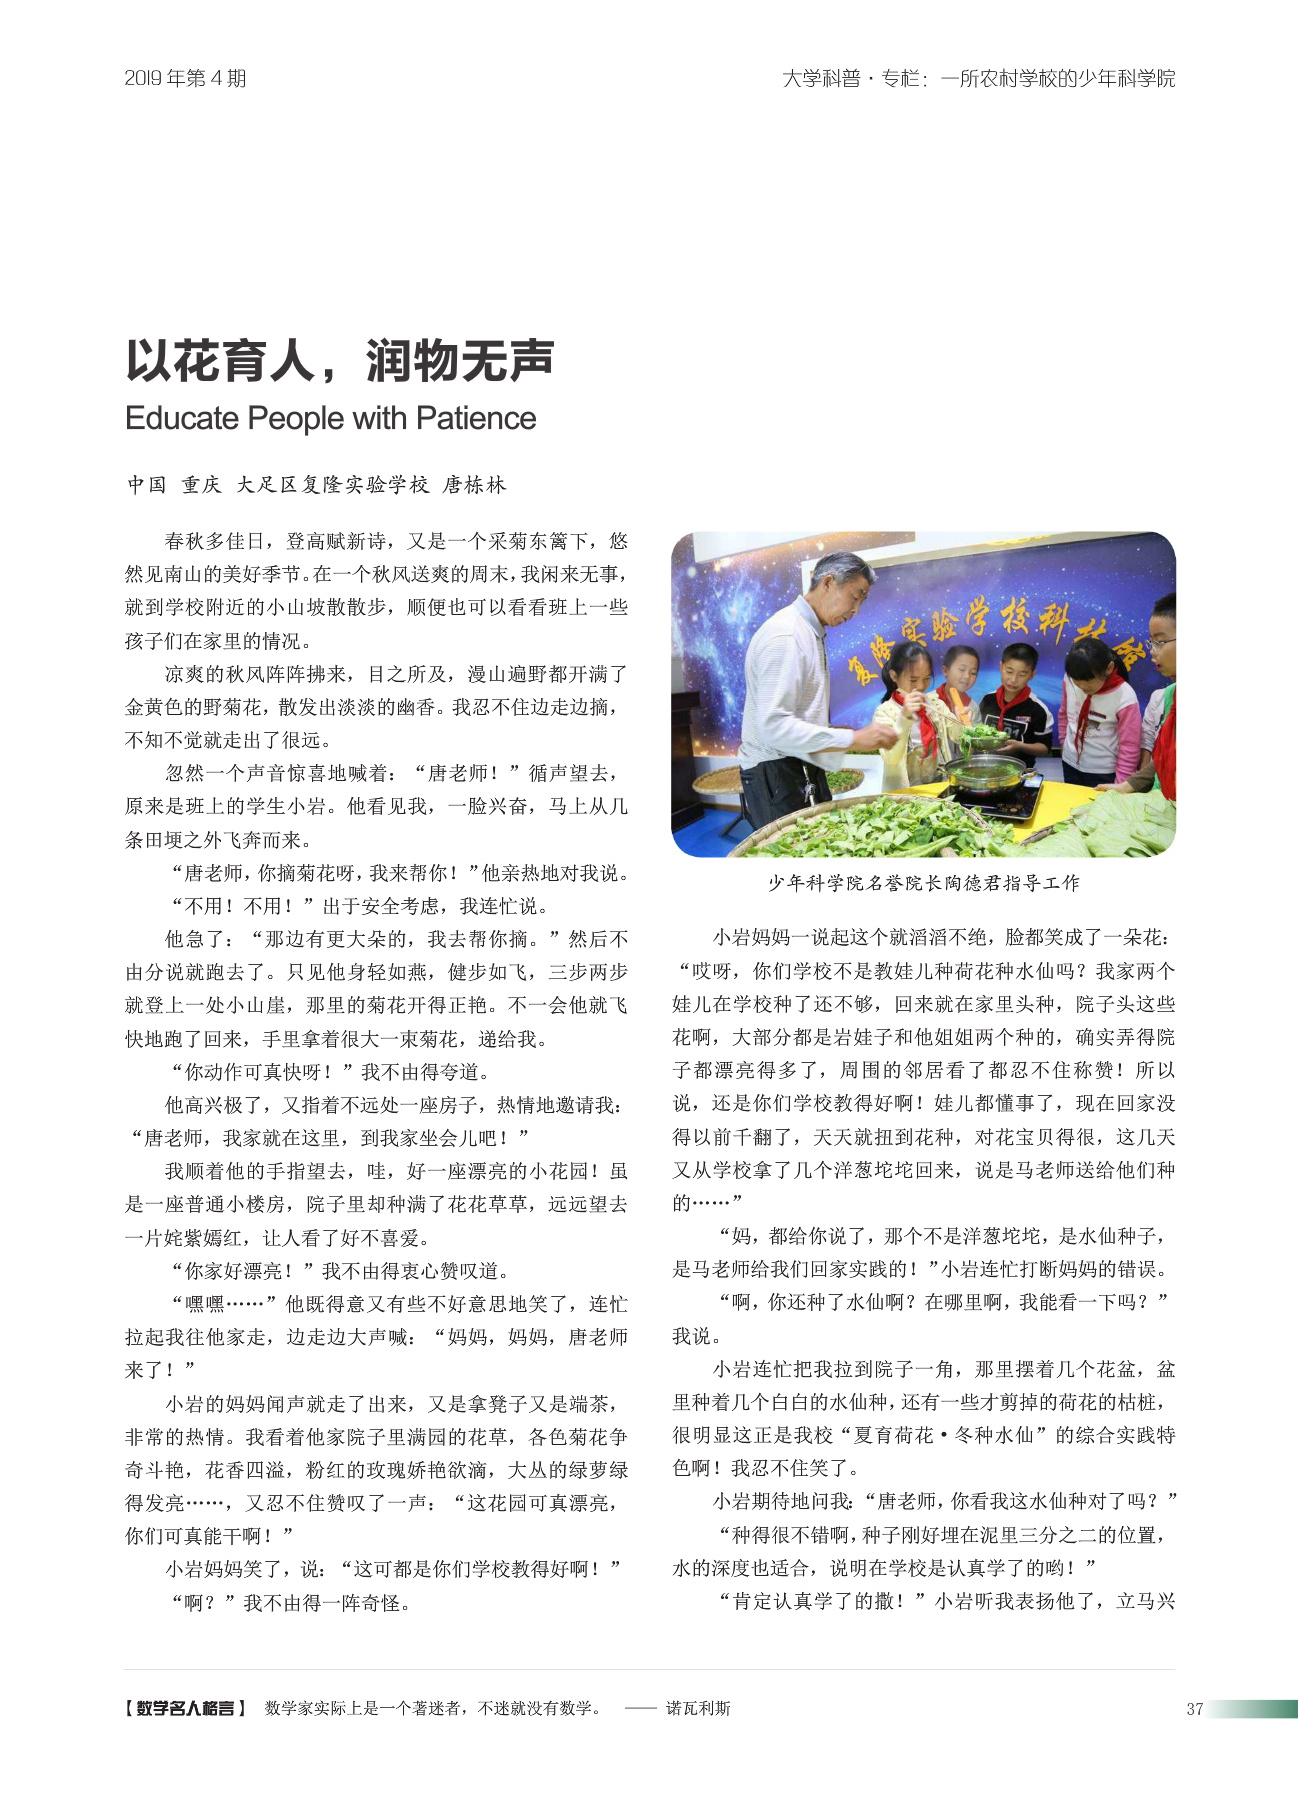 2019 年第 4 期
大学科普·专栏：一所农村学校的少年科学院
以花育人，润物无声
Educate People with Patience
中国 重庆 大足区复隆实验学校 唐栋林
春秋多佳日，登高赋新诗，又是一个采菊东篱下，悠
然见南山的美好季节。在一个秋风送爽的周末，我闲来无事，
就到学校附近的小山坡散散步，顺便也可以看看班上一些
孩子们在家里的情况。
凉爽的秋风阵阵拂来，目之所及，漫山遍野都开满了
金黄色的野菊花，散发出淡淡的幽香。我忍不住边走边摘，
不知不觉就走出了很远。
忽然一个声音惊喜地喊着：“唐老师！”循声望去，
原来是班上的学生小岩。他看见我，一脸兴奋，马上从几
条田埂之外飞奔而来。
“唐老师，你摘菊花呀，我来帮你！”他亲热地对我说。
“不用！不用！”出于安全考虑，我连忙说。
他急了：“那边有更大朵的，我去帮你摘。”然后不
由分说就跑去了。只见他身轻如燕，健步如飞，三步两步
就登上一处小山崖，那里的菊花开得正艳。不一会他就飞
快地跑了回来，手里拿着很大一束菊花，递给我。
“你动作可真快呀！”我不由得夸道。
他高兴极了，又指着不远处一座房子，热情地邀请我：
“唐老师，我家就在这里，到我家坐会儿吧！”
我顺着他的手指望去，哇，好一座漂亮的小花园！虽
是一座普通小楼房，院子里却种满了花花草草，远远望去
一片姹紫嫣红，让人看了好不喜爱。
“你家好漂亮！”我不由得衷心赞叹道。
“嘿嘿……”他既得意又有些不好意思地笑了，连忙
拉起我往他家走，边走边大声喊：“妈妈，妈妈，唐老师
来了！”
小岩的妈妈闻声就走了出来，又是拿凳子又是端茶，
非常的热情。我看着他家院子里满园的花草，各色菊花争
奇斗艳，花香四溢，粉红的玫瑰娇艳欲滴，大丛的绿萝绿
得发亮……，又忍不住赞叹了一声：“这花园可真漂亮，
你们可真能干啊！”
小岩妈妈笑了，说：“这可都是你们学校教得好啊！”
“啊？”我不由得一阵奇怪。
复隆实验学校科技馆
少年科学院名誉院长陶德君指导工作
小岩妈妈一说起这个就滔滔不绝，脸都笑成了一朵花：
“哎呀，你们学校不是教娃儿种荷花种水仙吗？我家两个
娃儿在学校种了还不够，回来就在家里头种，院子头这些
花啊，大部分都是岩娃子和他姐姐两个种的，确实弄得院
子都漂亮得多了，周围的邻居看了都忍不住称赞！所以
说，还是你们学校教得好啊！娃儿都懂事了，现在回家没
得以前千翻了，天天就扭到花种，对花宝贝得很，这几天
又从学校拿了几个洋葱坨坨回来，说是马老师送给他们种
的……”
“妈，都给你说了，那个不是洋葱坨坨，是水仙种子，
是马老师给我们回家实践的！”小岩连忙打断妈妈的错误。
“啊，你还种了水仙啊？在哪里啊，我能看一下吗？”
我说。
小岩连忙把我拉到院子一角，那里摆着几个花盆，盆
里种着几个白白的水仙种，还有一些才剪掉的荷花的枯桩，
很明显这正是我校“夏育荷花·冬种水仙”的综合实践特
色啊！我忍不住笑了。
小岩期待地问我：“唐老师，你看我这水仙种对了吗？”
“种得很不错啊，种子刚好埋在泥里三分之二的位置，
水的深度也适合，说明在学校是认真学了的哟！”
“肯定认真学了的撒！”小岩听我表扬他了，立马兴
【数学名人格言】 数学家实际上是一个著迷者，不迷就没有数学。 —— 诺瓦利斯
37